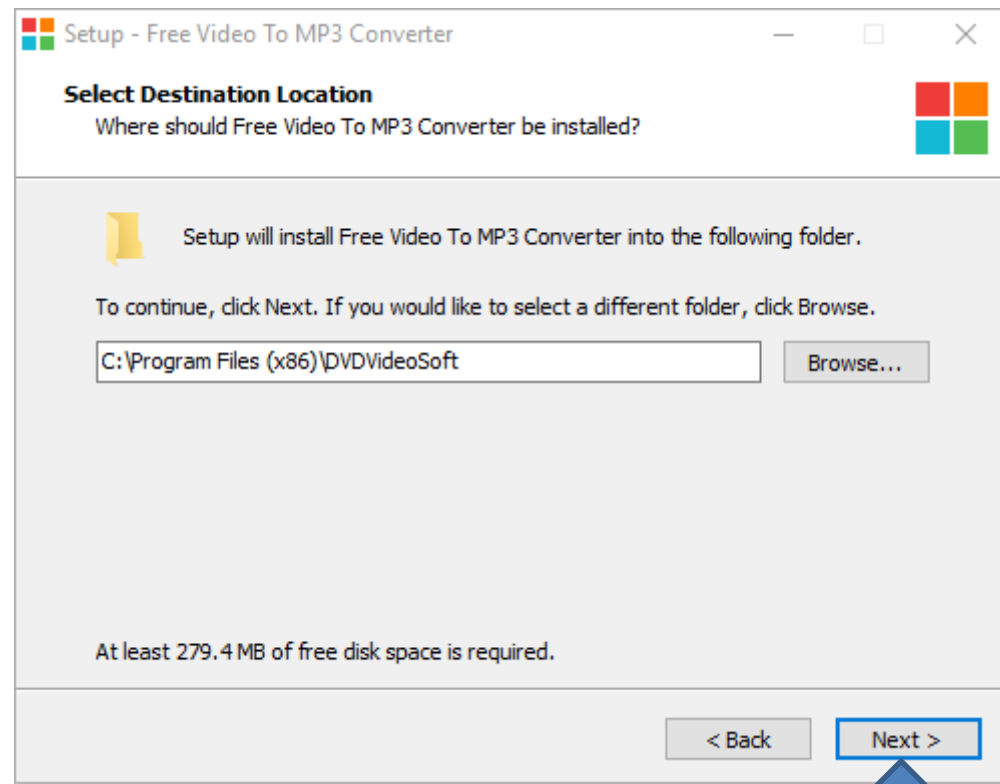 Setup - Free Video To MP3 Converter
Select Destination Location
Where should Free Video To MP3 Converter be installed?
Setup will install Free Video To MP3 Converter into the following folder.
To continue, click Next. If you would like to select a different folder, click Browse.
C:\Program Files (x86)\DVDVideoSoft
Browse...
At least 279.4 MB of free disk space is required.
< Back
Next >